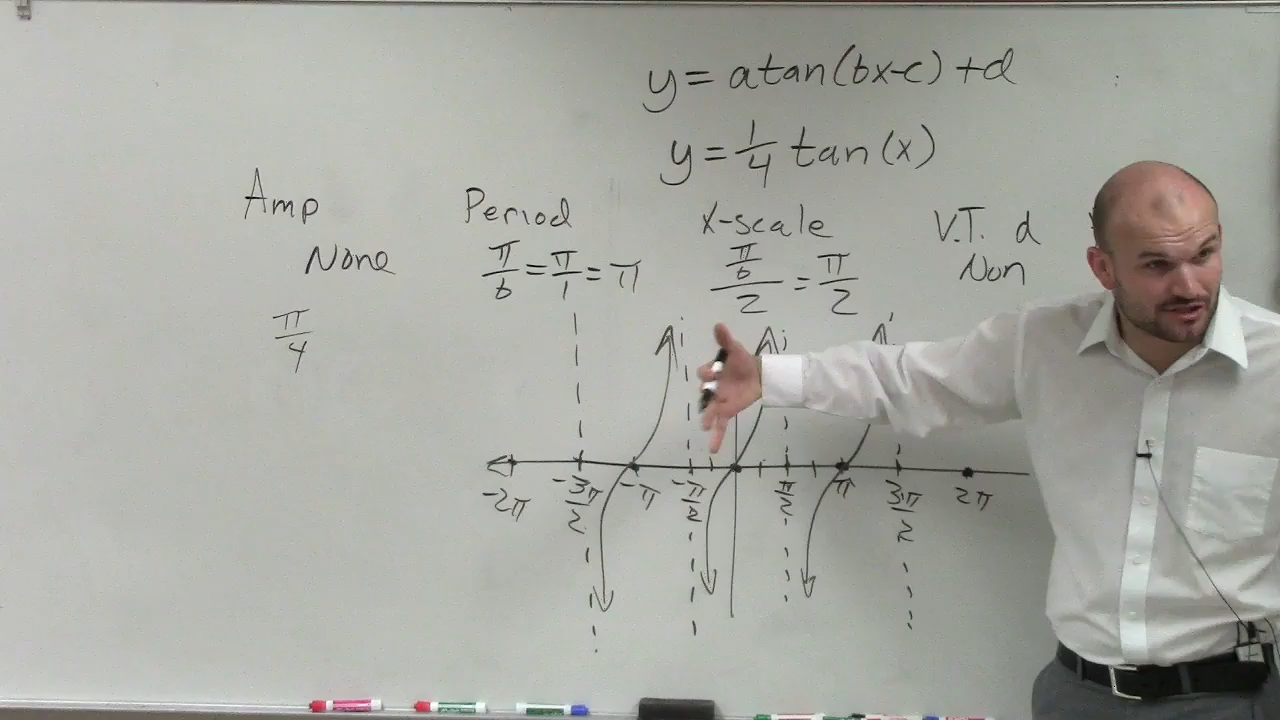 y = a tan(bx-c) + d
y = 1/4 tan(x)
Amp
None
π/4
Period
π/b = π/1 = π
X-scale
π/b/2 = π/2
V.T. d
Non
-2π -3π/2 -π -π/2 π/2 π 3π/2 2π